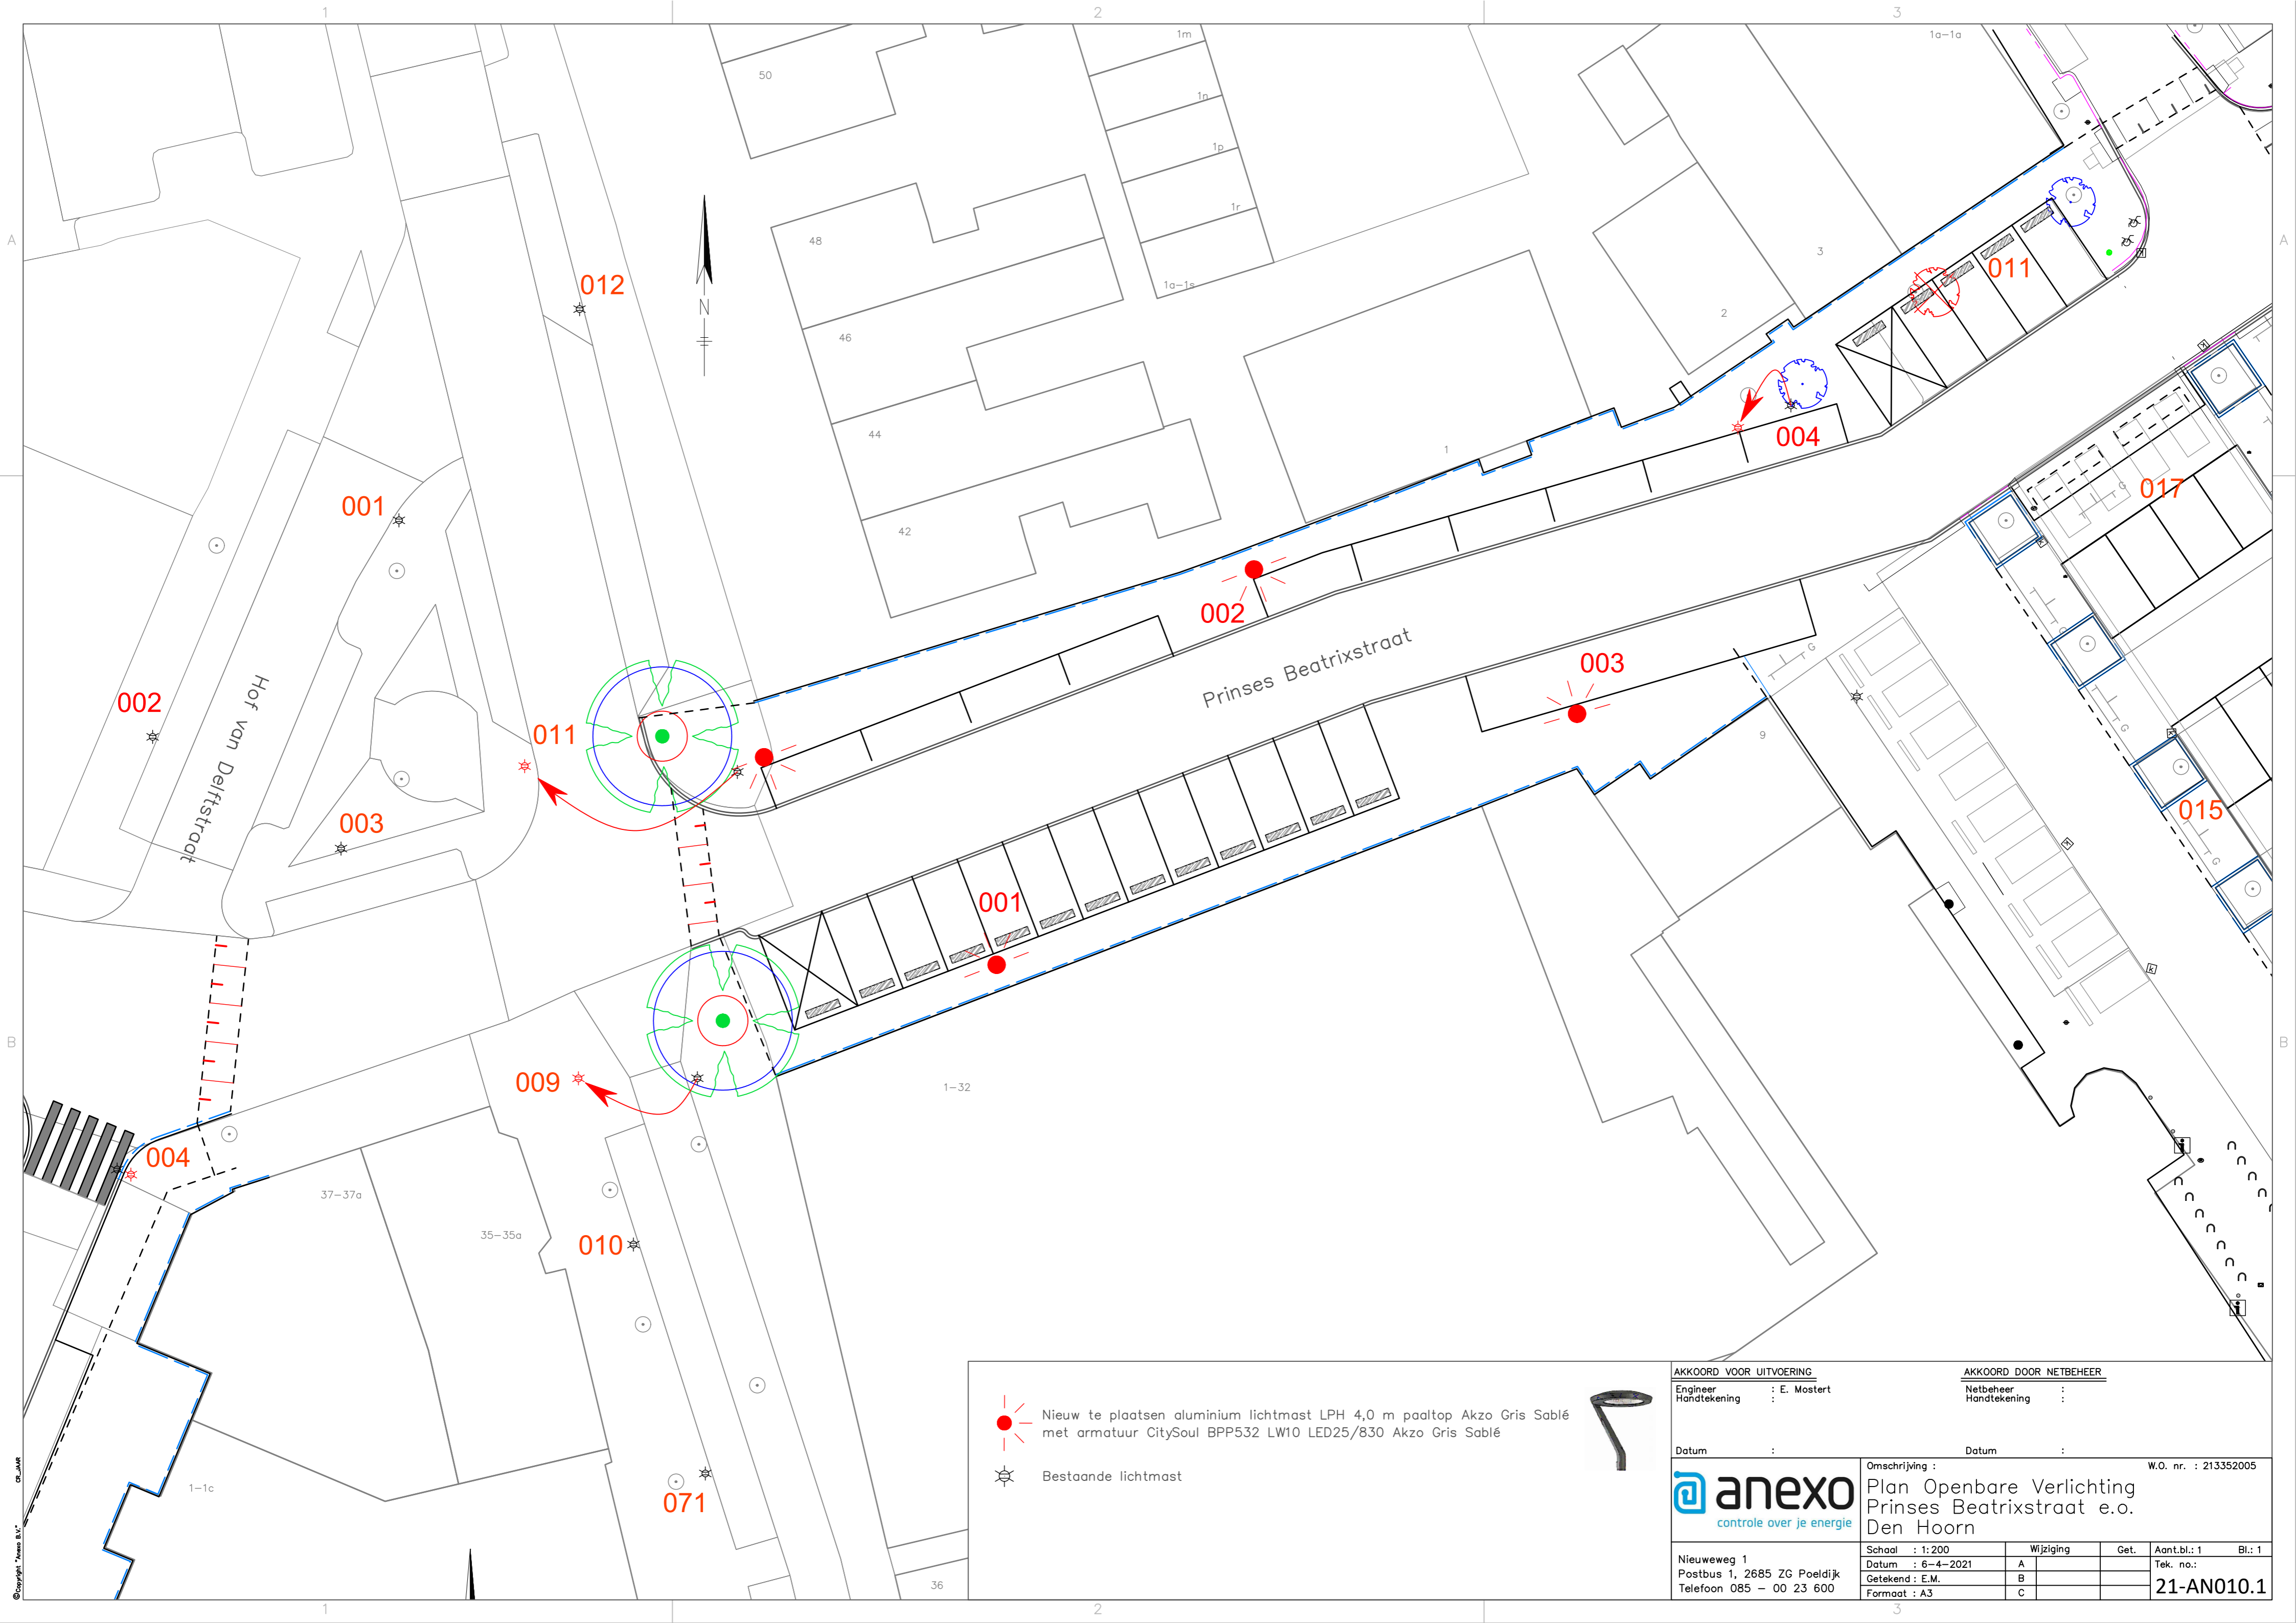 1
2
3
1m
1a-1a
50
1n
1p
1r
A
A
48
3
1a-1s
012
011
N
2
46
004
44
1
001
017
42
002
Prinses Beatrixstraat
003
G
002
Hof van Delftstraat
011
9
G
003
015
G
001
B
B
009
1-32
004
37-37a
35-35a
010
1-1c
071
36
Nieuw te plaatsen aluminium lichtmast LPH 4,0 m paaltop Akzo Gris Sablé
met armatuur CitySoul BPP532 LW10 LED25/830 Akzo Gris Sablé
Bestaande lichtmast
AKKOORD VOOR UITVOERING
AKKOORD DOOR NETBEHEER
Engineer : E. Mostert
Handtekening :
Netbeheer :
Handtekening :
Datum :
Datum :
anexo
controle over je energie
Nieuweweg 1
Postbus 1, 2685 ZG Poeldijk
Telefoon 085 - 00 23 600
Omschrijving :
W.O. nr. : 213352005
Plan Openbare Verlichting
Prinses Beatrixstraat e.o.
Den Hoorn
Schaal : 1:200
Wijziging
Get.
Aant.bl.: 1
Bl.: 1
Datum : 6-4-2021
A
Tek. no.:
Getekend : E.M.
B
21-AN010.1
Formaat : A3
C
©Copyright "Anexo B.V." CR_JAAR
1
2
3